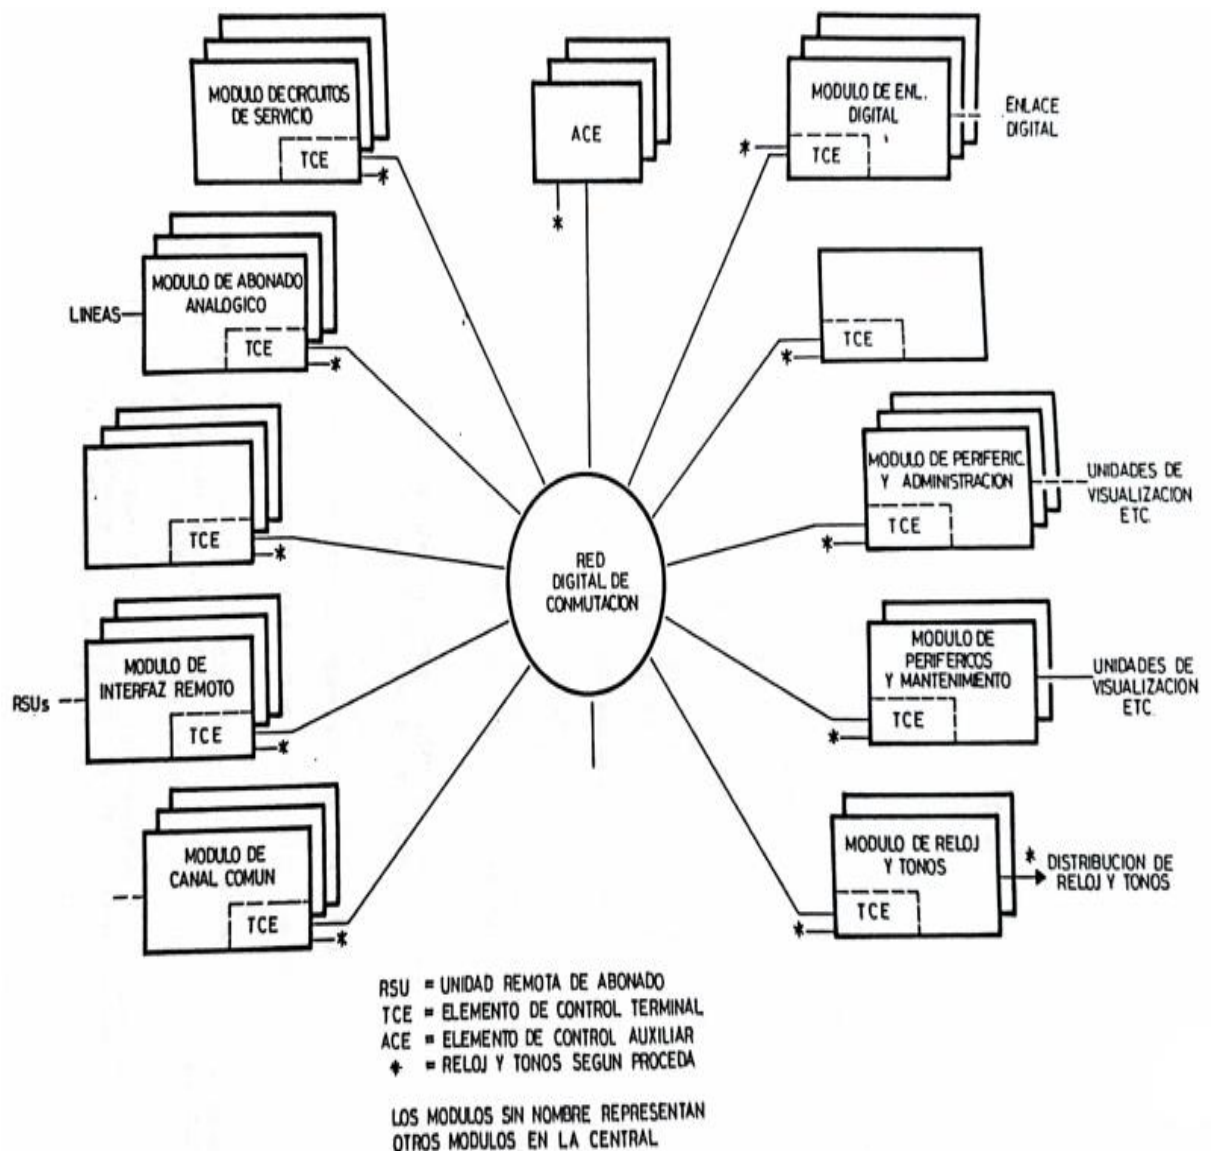 MODULO DE CIRCUITOS
DE SERVICIO
TCE
*
ACE
*
MODULO DE ENL.
DIGITAL
TCE
*
ENLACE
DIGITAL
LINEAS
MODULO DE ABONADO
ANALOGICO
TCE
*
TCE
*
TCE
*
MODULO DE PERIFERIC.
Y ADMINISTRACION
TCE
*
UNIDADES DE
VISUALIZACION
ETC.
RED
DIGITAL DE
CONMUTACION
RSUs
MODULO DE
INTERFAZ REMOTO
TCE
*
MODULO DE
PERIFERICOS
Y MANTENIMIENTO
TCE
*
UNIDADES DE
VISUALIZACION
ETC.
MODULO DE
CANAL COMUN
TCE
*
MODULO DE RELOJ
Y TONOS
TCE
*
* DISTRIBUCION DE
RELOJ Y TONOS
RSU = UNIDAD REMOTA DE ABONADO
TCE = ELEMENTO DE CONTROL TERMINAL
ACE = ELEMENTO DE CONTROL AUXILIAR
* = RELOJ Y TONOS SEGUN PROCEDA
LOS MODULOS SIN NOMBRE REPRESENTAN
OTROS MODULOS EN LA CENTRAL